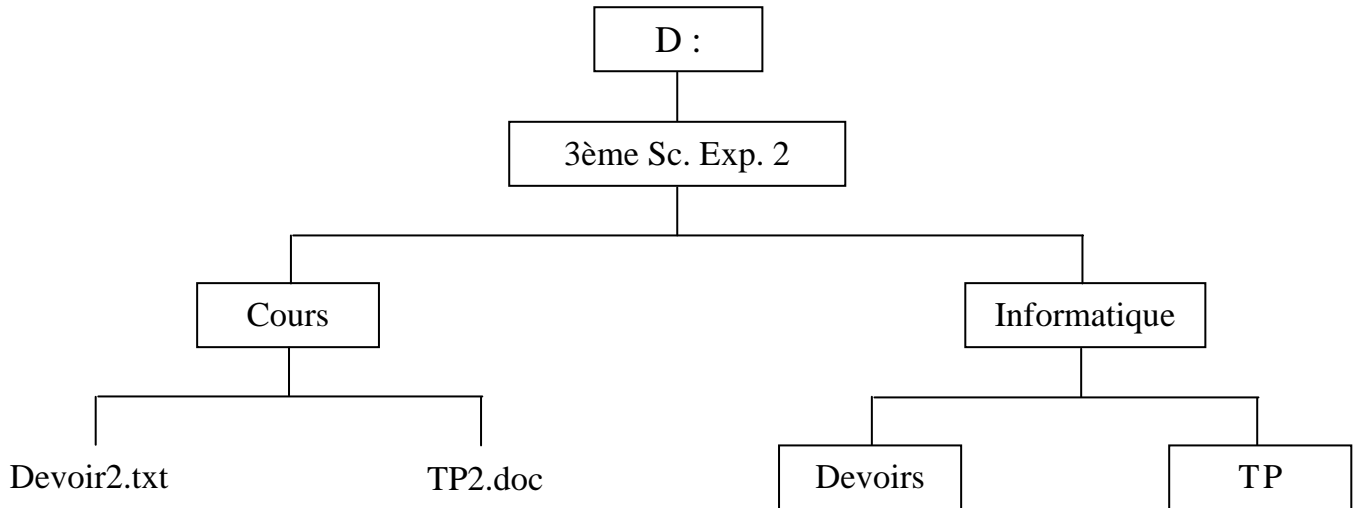 D :
3ème Sc. Exp. 2
Cours
Informatique
Devoir2.txt
TP2.doc
Devoirs
TP